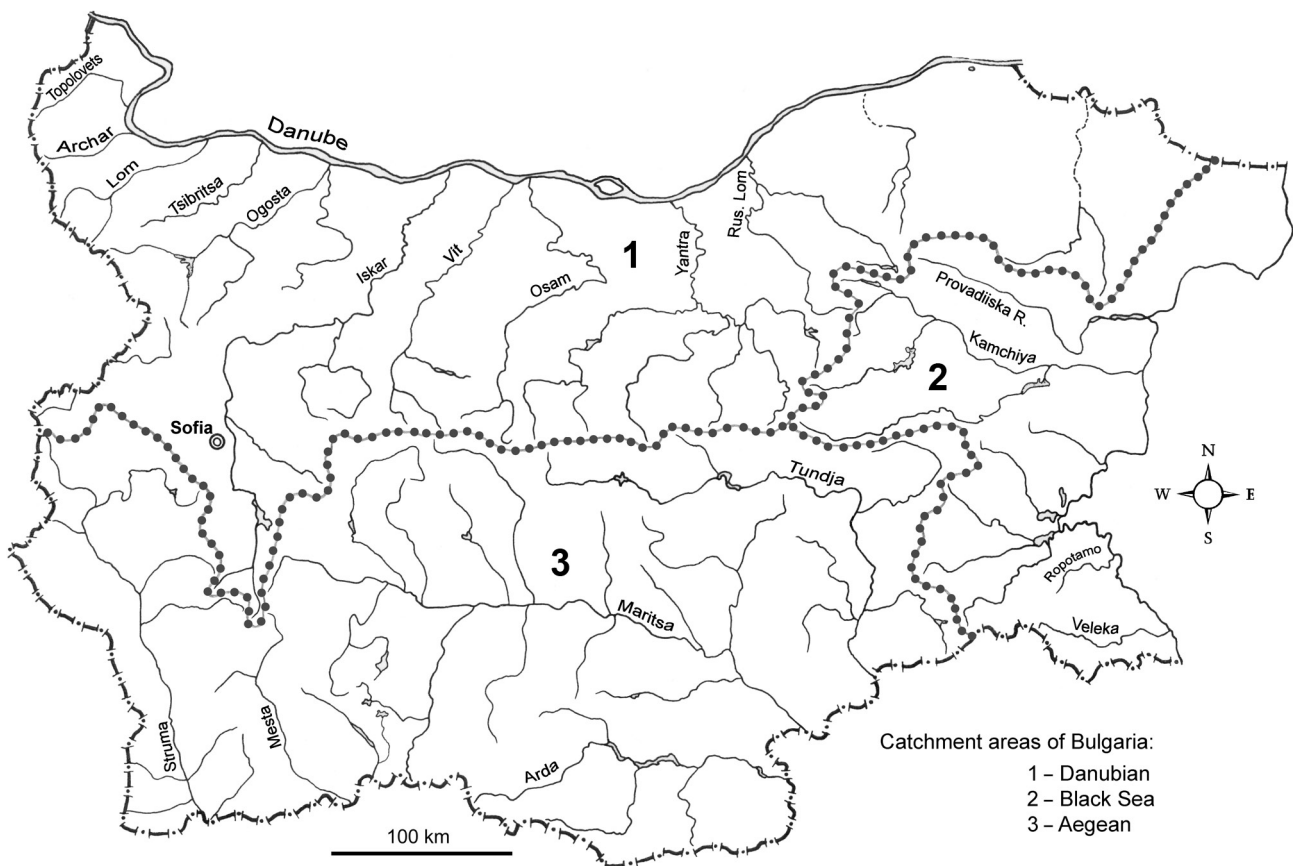 Topolovets
Archar
Lom
Tsibritsa
Ogosta
Danube
Iskar
Vit
Osam
1
Yantra
Rus. Lom
Provadiiska R.
Kamchiya
2
Sofia
Tundja
N
W
E
S
3
Maritsa
Ropotamo
Veleka
Struma
Mesta
Arda
100 km
Catchment areas of Bulgaria:
1 – Danubian
2 – Black Sea
3 – Aegean